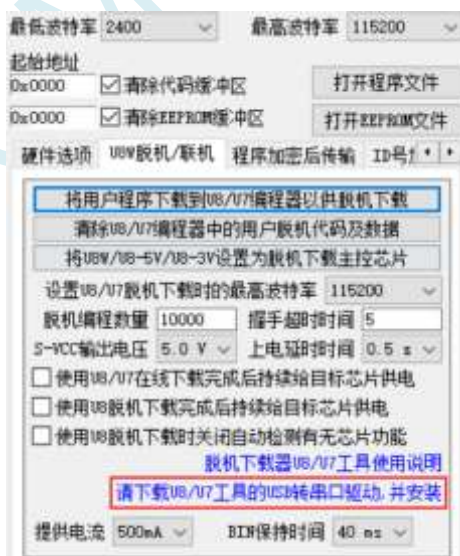 最低波特率 2400 最高波特率 115200
起始地址
0x0000 清除代码缓冲区 打开程序文件
0x0000 清除EEPROM缓冲区 打开EEPROM文件
硬件选项 U8W脱机/联机 程序加密后传输 ID号
将用户程序下载到U8/U7编程器以供脱机下载
清除U8/U7编程器中的用户脱机代码及数据
将U8W/U8-5V/U8-3V设置为脱机下载主控芯片
设置U8/U7脱机下载时的最高波特率 115200
脱机编程数量 10000 握手超时时间 5
S-VCC输出电压 5.0 V 上电延时时间 0.5 s
使用U8/U7在线下载完成后持续给目标芯片供电
使用U8脱机下载完成后持续给目标芯片供电
使用U8脱机下载时关闭自动检测有无芯片功能
脱机下载器U8/U7工具使用说明
请下载U8/U7工具的USB转串口驱动,并安装
提供电流 500mA BIN保持时间 40 ms